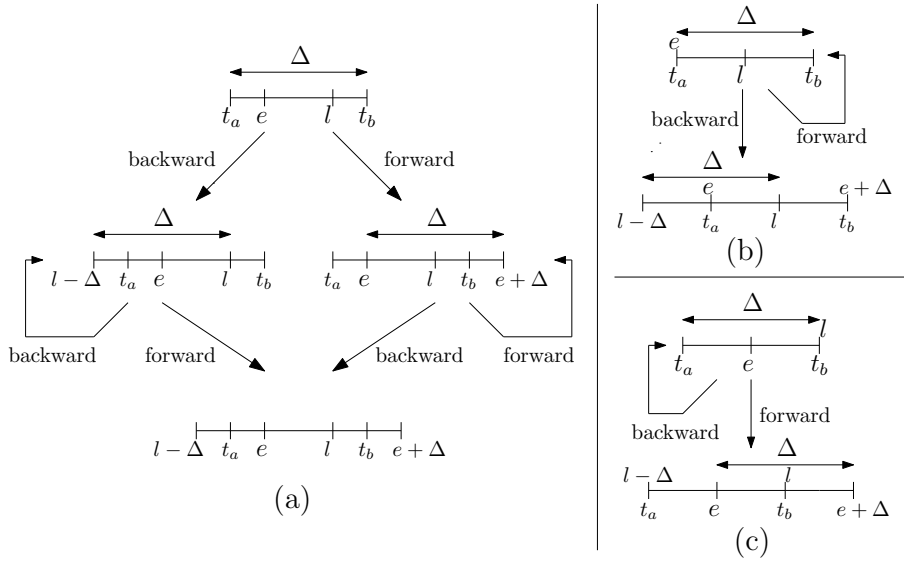 Δ
t_a e l t_b
backward forward
Δ
l − Δ t_a e l t_b
Δ
t_a e l t_b e + Δ
backward forward backward forward
l − Δ t_a e l t_b e + Δ
(a)
Δ
e
t_a l t_b
backward forward
Δ
e e + Δ
l − Δ t_a l t_b
(b)
Δ
l
t_a e t_b
backward forward
Δ
l − Δ l
t_a e t_b e + Δ
(c)